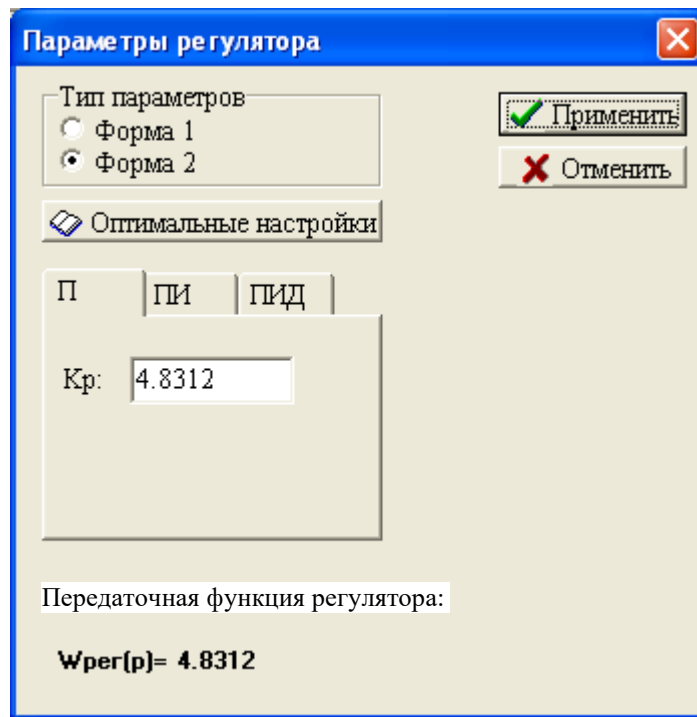 Параметры регулятора
Тип параметров
Форма 1
Форма 2
Применить
Отменить
Оптимальные настройки
П ПИ ПИД
Кр: 4.8312
Передаточная функция регулятора:
Wper(p)= 4.8312